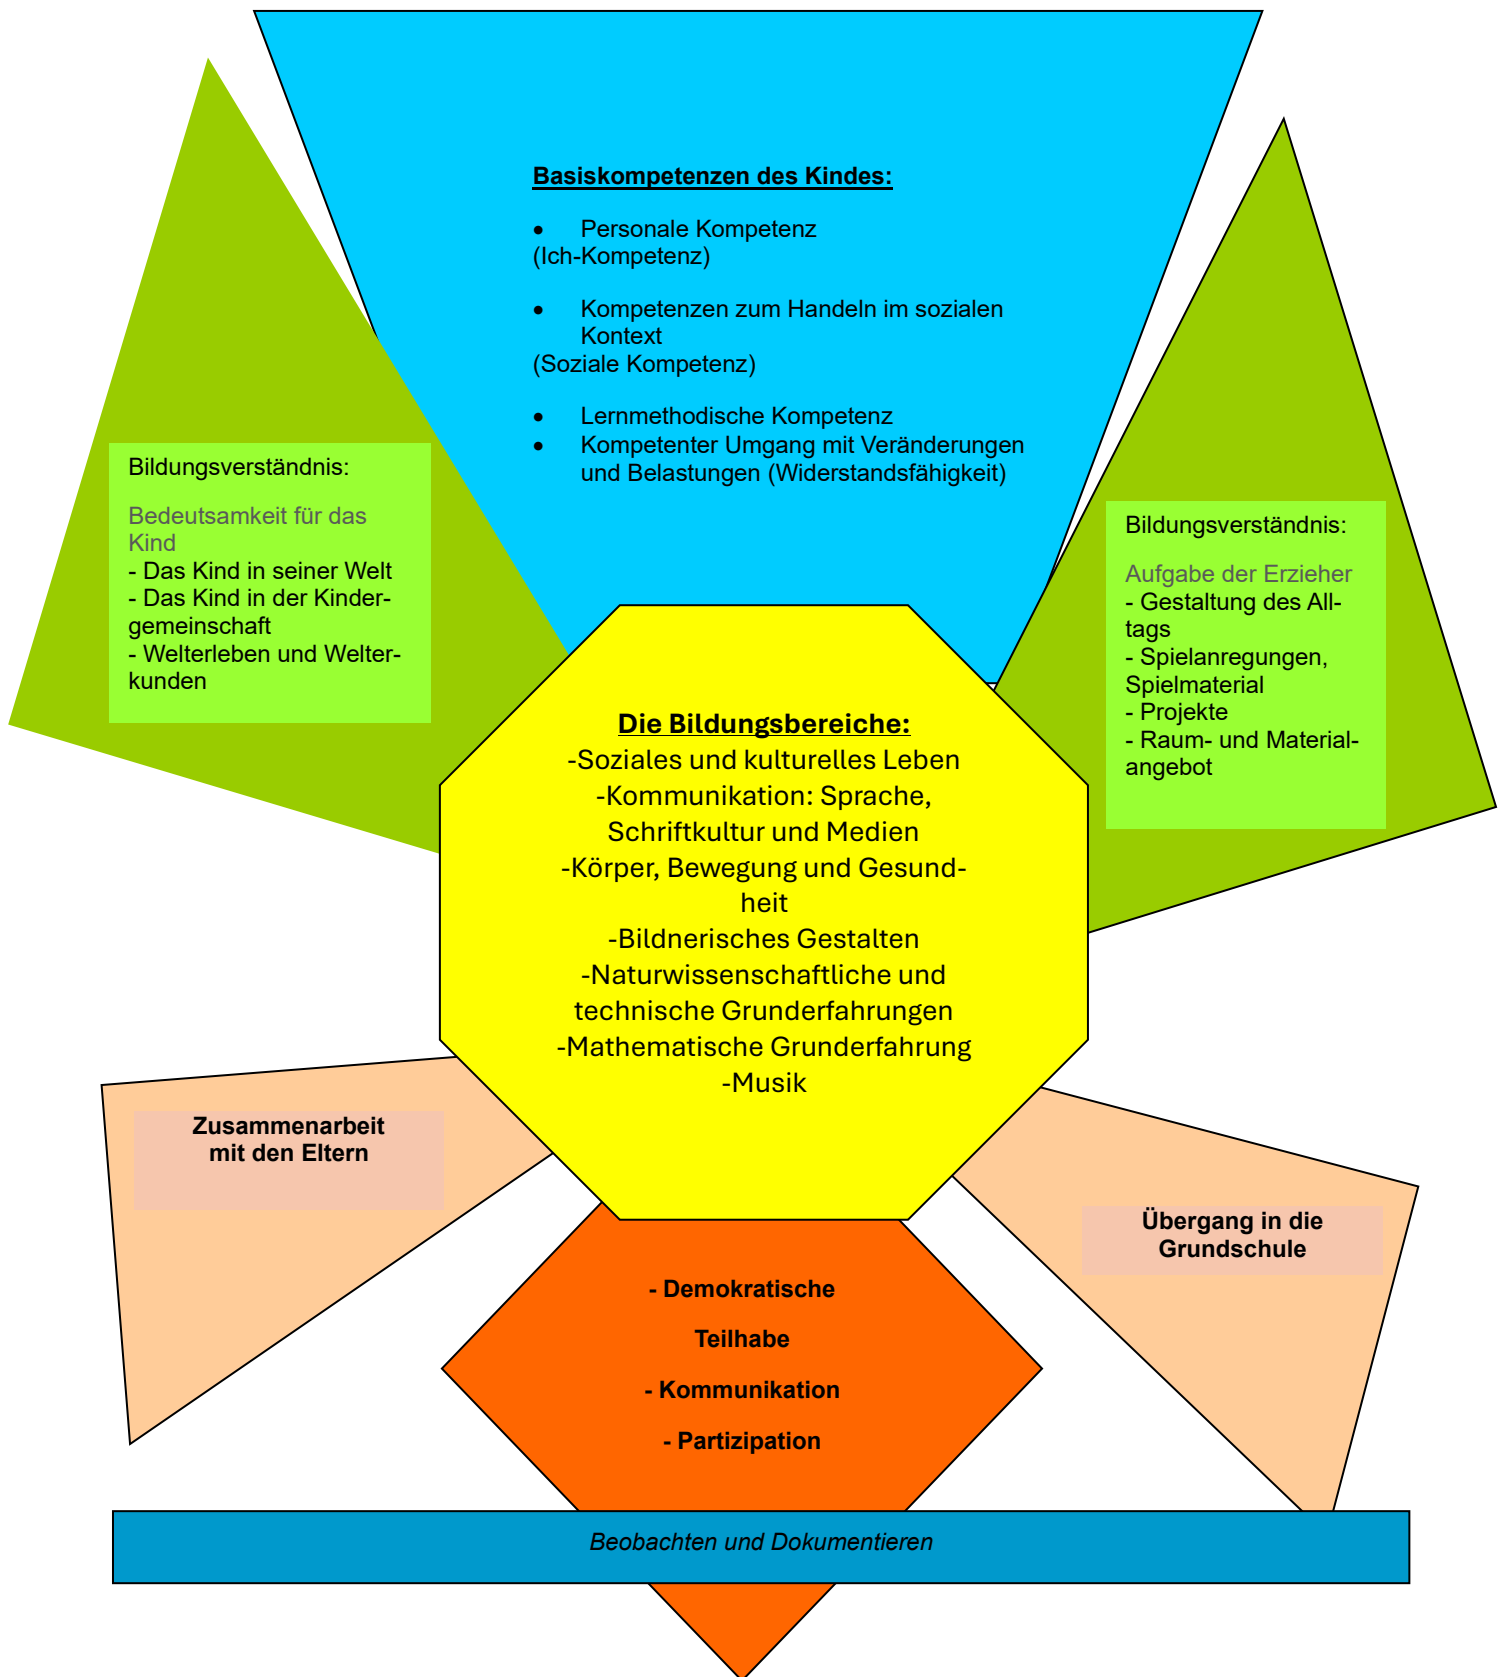 Basiskompetenzen des Kindes:
• Personale Kompetenz
(Ich-Kompetenz)
• Kompetenzen zum Handeln im sozialen
Kontext
(Soziale Kompetenz)
• Lernmethodische Kompetenz
• Kompetenter Umgang mit Veränderungen
und Belastungen (Widerstandsfähigkeit)
Bildungsverständnis:
Bedeutsamkeit für das
Kind
- Das Kind in seiner Welt
- Das Kind in der Kinder-
gemeinschaft
- Welterleben und Welter-
kunden
Bildungsverständnis:
Aufgabe der Erzieher
- Gestaltung des All-
tags
- Spielanregungen,
Spielmaterial
- Projekte
- Raum- und Material-
angebot
Die Bildungsbereiche:
-Soziales und kulturelles Leben
-Kommunikation: Sprache,
Schriftkultur und Medien
-Körper, Bewegung und Gesund-
heit
-Bildnerisches Gestalten
-Naturwissenschaftliche und
technische Grunderfahrungen
-Mathematische Grunderfahrung
-Musik
Zusammenarbeit
mit den Eltern
Übergang in die
Grundschule
- Demokratische
Teilhabe
- Kommunikation
- Partizipation
Beobachten und Dokumentieren